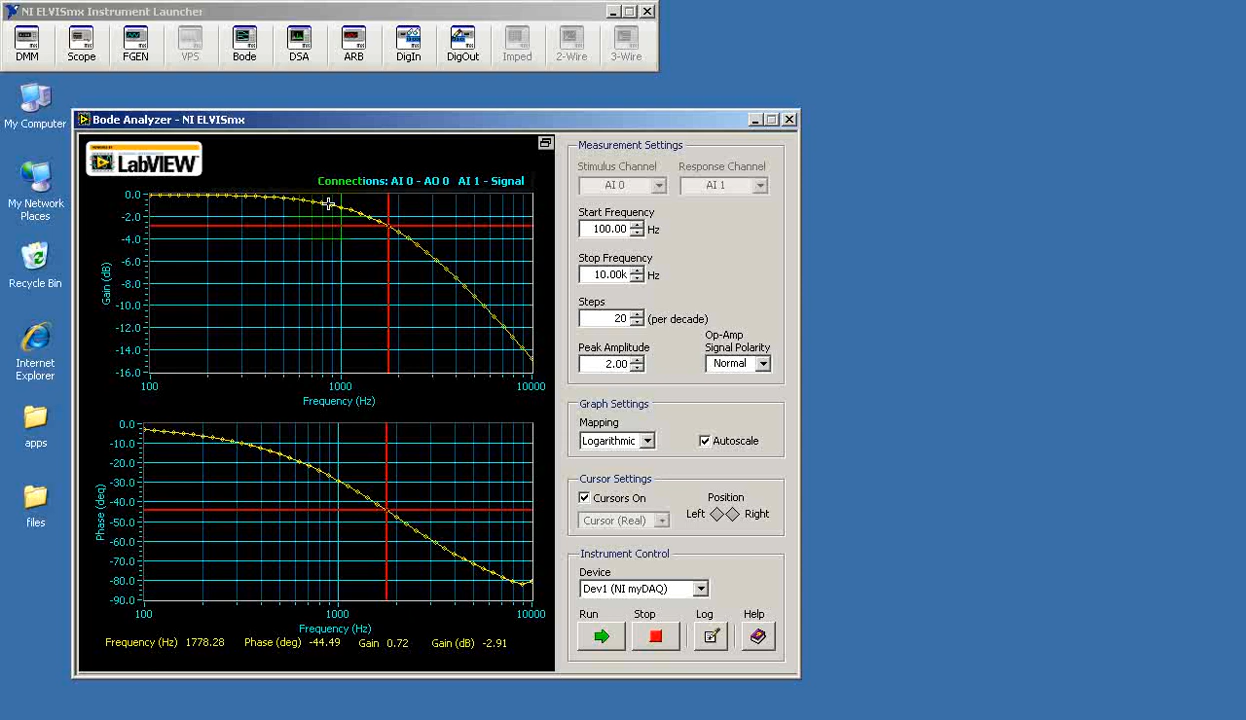 NI ELVISmx Instrument Launcher
DMM Scope FGEN VPS Bode DSA ARB DigIn DigOut Imped 2-Wire 3-Wire
My Computer
My Network
Places
Recycle Bin
Internet
Explorer
apps
files
Bode Analyzer - NI ELVISmx
POWERED BY
LabVIEW
Connections: AI 0 - AO 0 AI 1 - Signal
Gain (dB)
0.0
-2.0
-4.0
-6.0
-8.0
-10.0
-12.0
-14.0
-16.0
100 1000 10000
Frequency (Hz)
Phase (deg)
0.0
-10.0
-20.0
-30.0
-40.0
-50.0
-60.0
-70.0
-80.0
-90.0
100 1000 10000
Frequency (Hz)
Frequency (Hz) 1778.28 Phase (deg) -44.49 Gain 0.72 Gain (dB) -2.91
Measurement Settings
Stimulus Channel Response Channel
AI 0 AI 1
Start Frequency
100.00 Hz
Stop Frequency
10.00k Hz
Steps
20 (per decade)
Peak Amplitude
2.00
Op-Amp
Signal Polarity
Normal
Graph Settings
Mapping
Logarithmic Autoscale
Cursor Settings
Cursors On Position
Cursor (Real) Left Right
Instrument Control
Device
Dev1 (NI myDAQ)
Run Stop Log Help